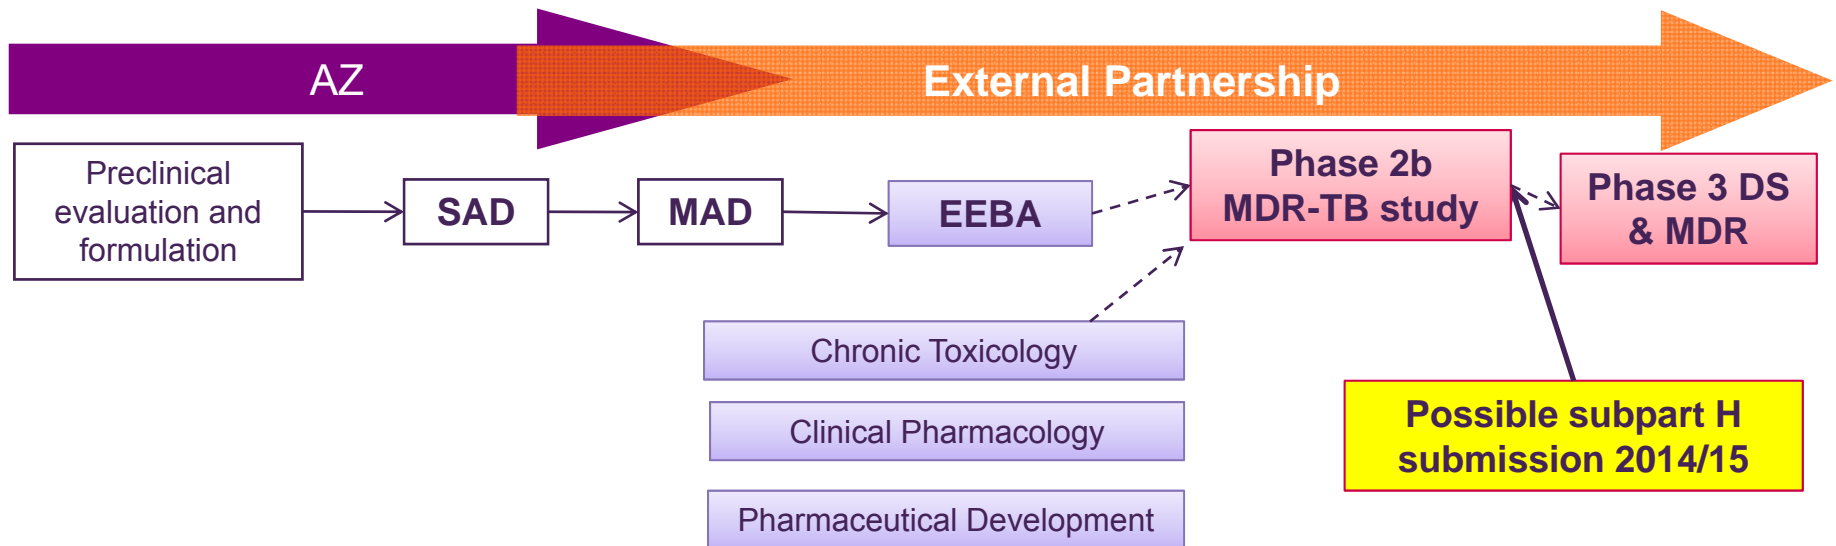 AZ
External Partnership
Preclinical
evaluation and
formulation
SAD
MAD
EEBA
Phase 2b
MDR-TB study
Phase 3 DS
& MDR
Chronic Toxicology
Clinical Pharmacology
Pharmaceutical Development
Possible subpart H
submission 2014/15